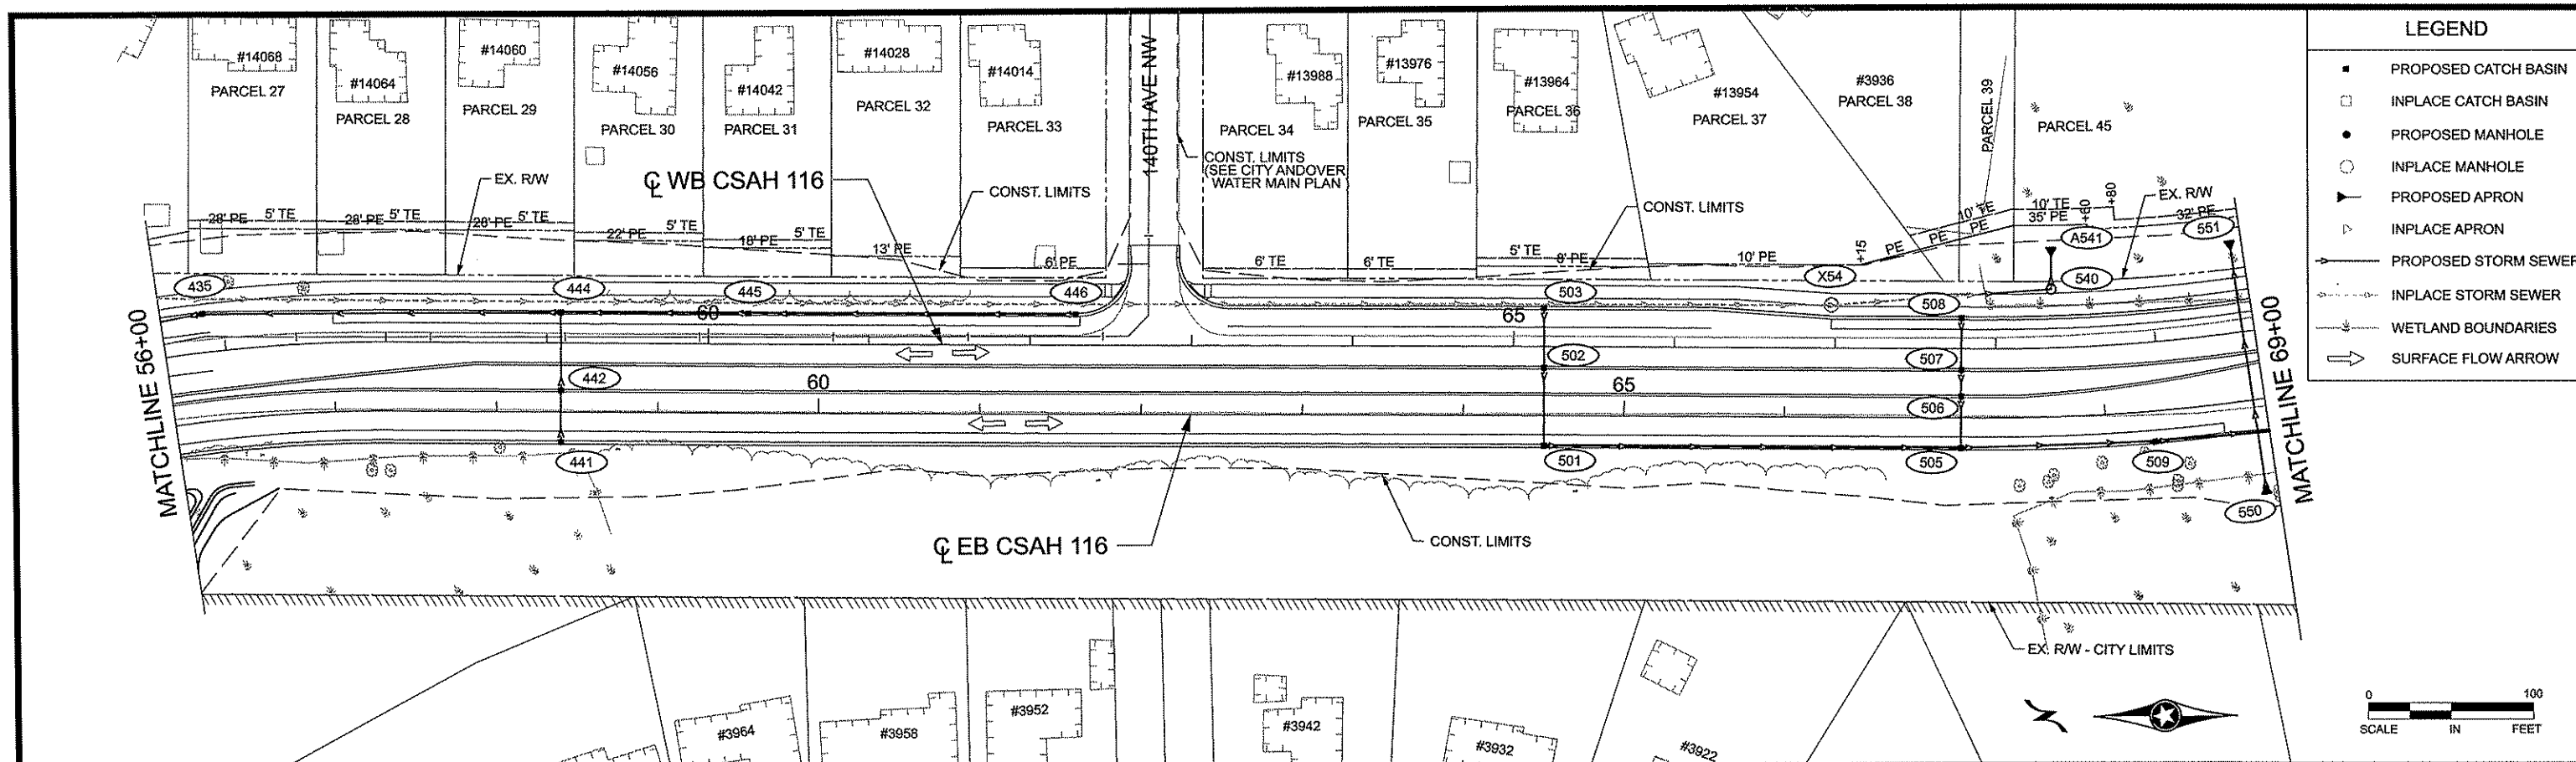 #14068
PARCEL 27
#14064
PARCEL 28
#14060
PARCEL 29
#14056
PARCEL 30
#14042
PARCEL 31
#14028
PARCEL 32
#14014
PARCEL 33
140TH AVE NW
#13988
PARCEL 34
#13976
PARCEL 35
#13964
PARCEL 36
#13954
PARCEL 37
#3936
PARCEL 38
PARCEL 39
PARCEL 45
CONST. LIMITS
(SEE CITY ANDOVER
WATER MAIN PLAN
EX. R/W
℄ WB CSAH 116
CONST. LIMITS
CONST. LIMITS
EX. R/W
28' PE
5' TE
28' PE
5' TE
28' PE
5' TE
22' PE
5' TE
18' PE
5' TE
13' PE
6' PE
6' TE
6' TE
5' TE
8' PE
10' PE
+15
PE
PE
PE
10' TE
10' TE
35' PE
+60
+80
32' PE
435
444
445
446
503
X54
508
540
A541
551
60
65
502
507
442
60
65
506
441
501
505
509
550
MATCHLINE 56+00
MATCHLINE 69+00
℄ EB CSAH 116
CONST. LIMITS
EX. R/W - CITY LIMITS
#3964
#3958
#3952
#3942
#3932
#3922
LEGEND
PROPOSED CATCH BASIN
INPLACE CATCH BASIN
PROPOSED MANHOLE
INPLACE MANHOLE
PROPOSED APRON
INPLACE APRON
PROPOSED STORM SEWER
INPLACE STORM SEWER
WETLAND BOUNDARIES
SURFACE FLOW ARROW
0 100
SCALE IN FEET